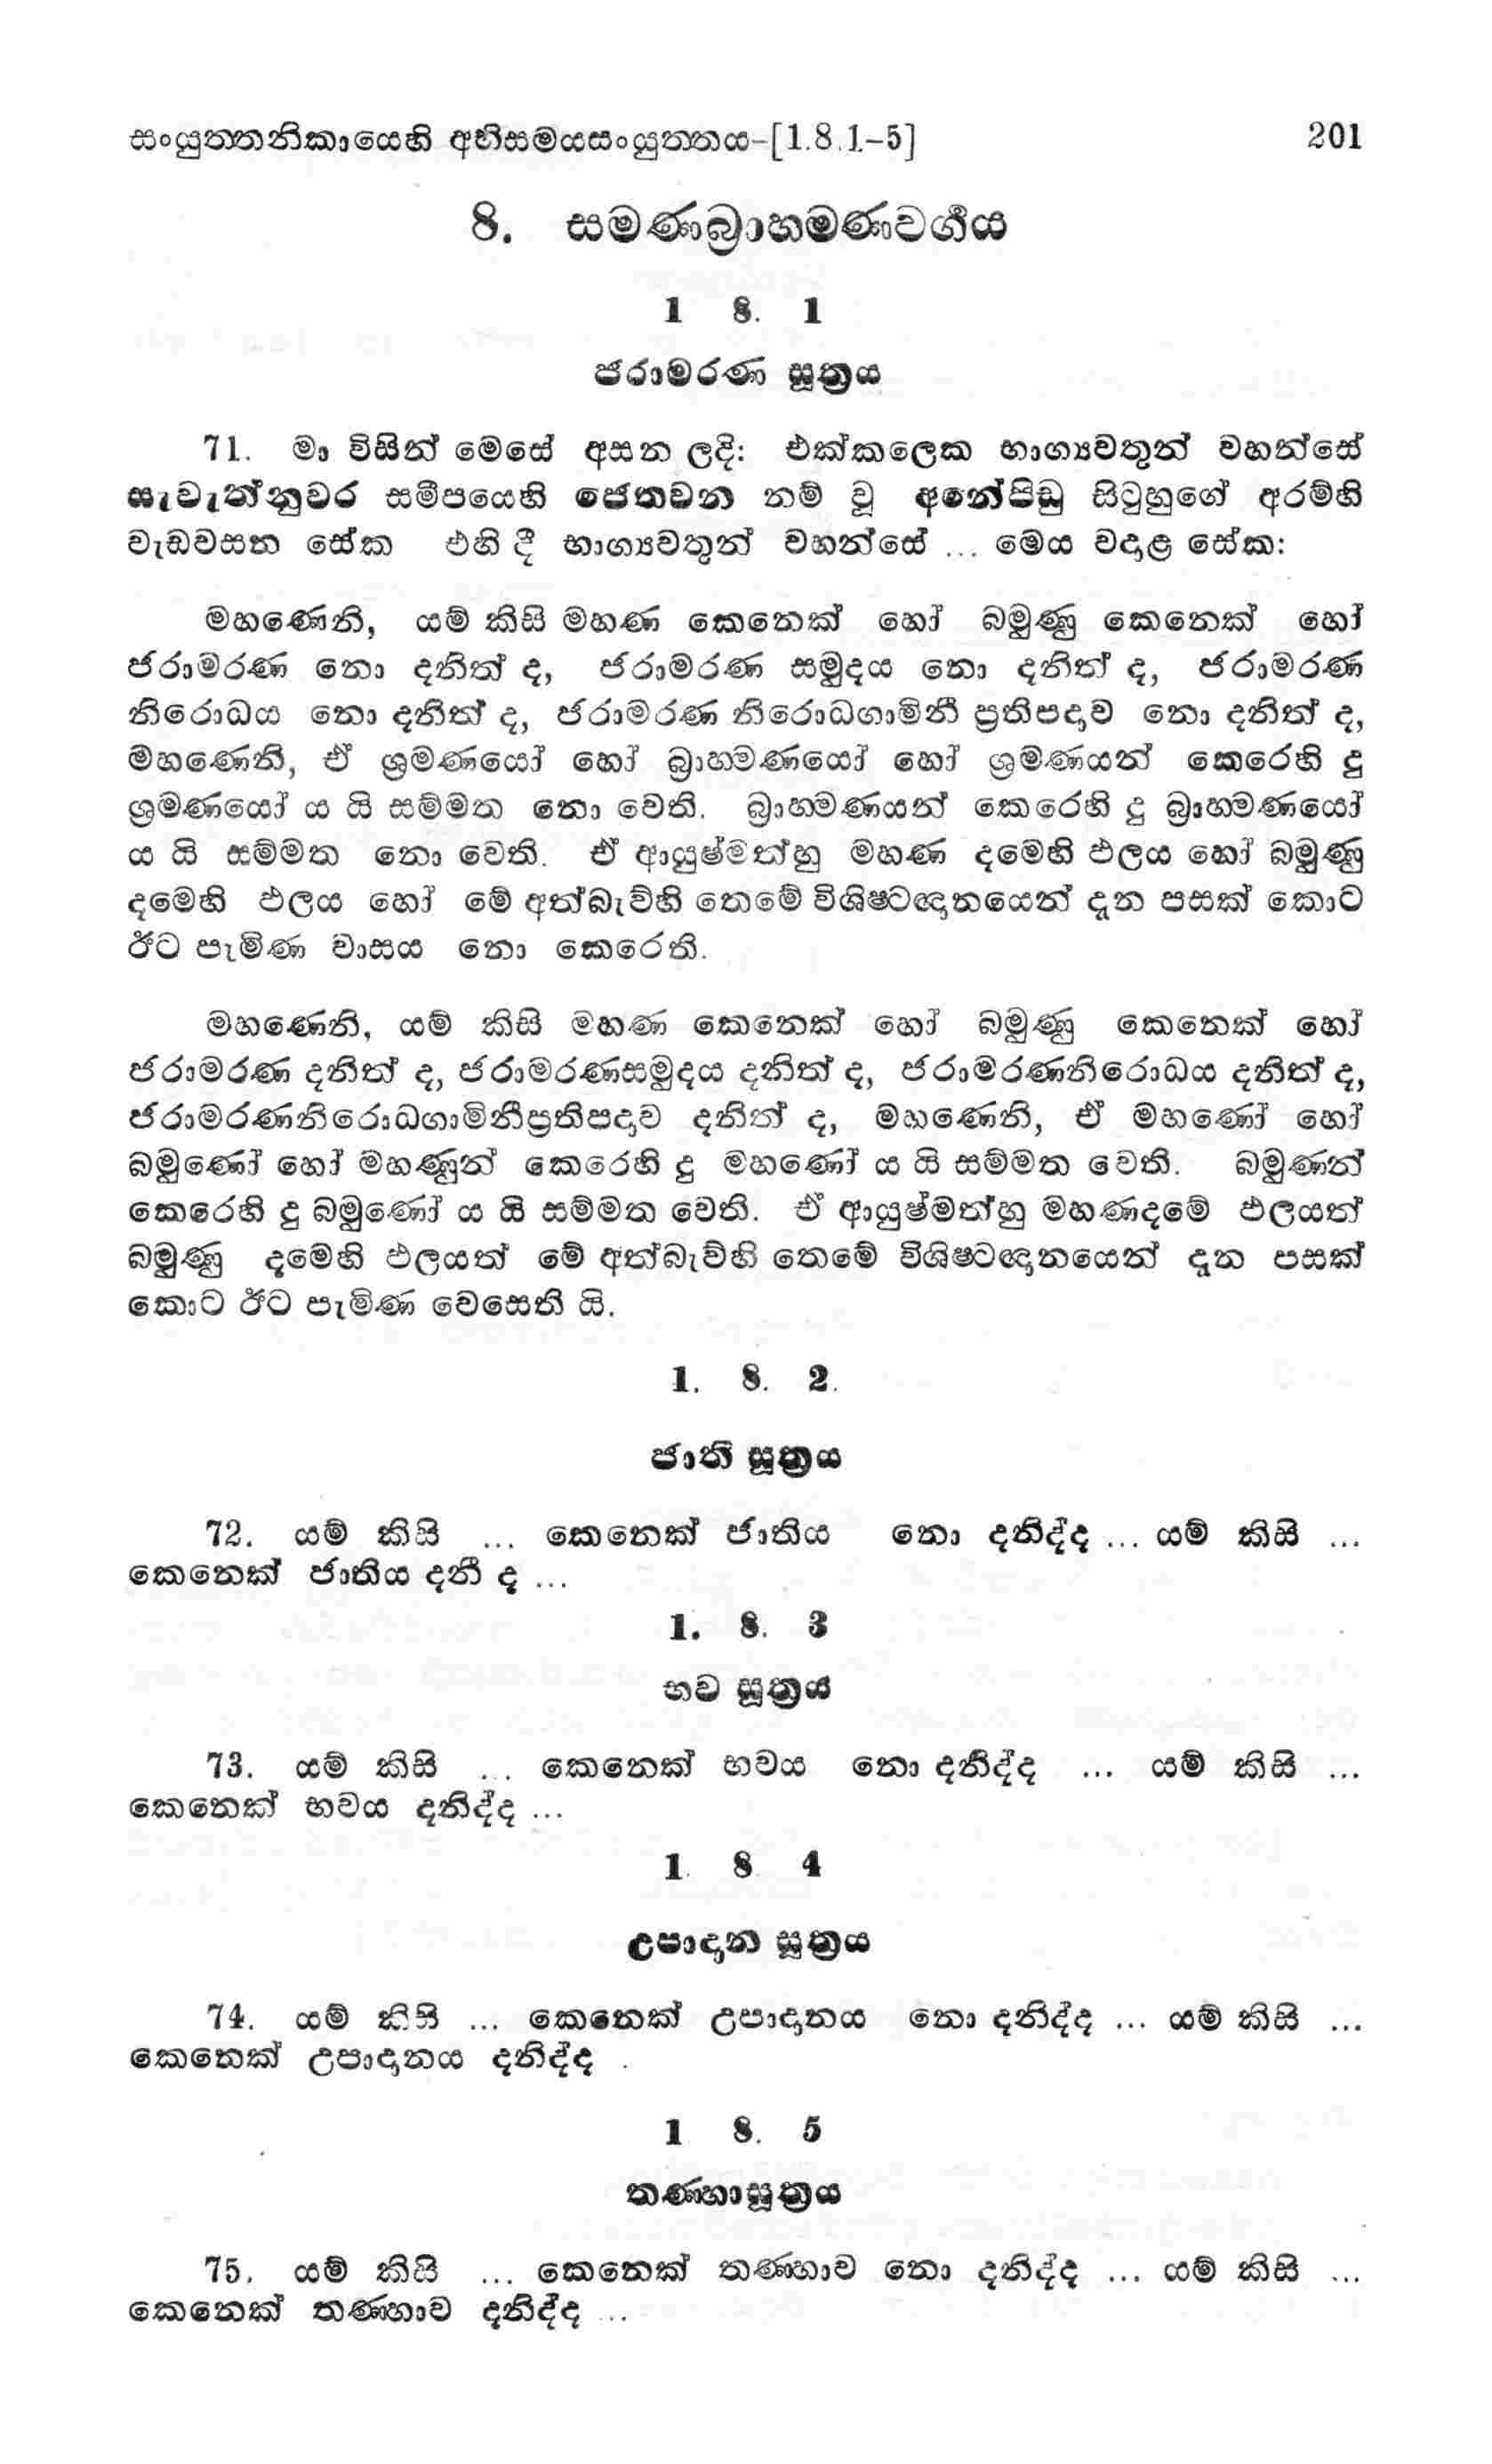 සංයුත්තනිකායෙහි අභිසමයසංයුත්තය-[1.8.1-5] 201
8. සමණබ්‍රාහ්මණවර්‍ගය
1 8. 1
ජරාමරණ සූත්‍රය
71. මා විසින් මෙසේ අසන ලදි: එක්කලෙක භාග්‍යවතුන් වහන්සේ
සැවැත්නුවර සමීපයෙහි ජෙතවන නම් වූ අනේපිඬු සිටුහුගේ අරම්හි
වැඩවසන සේක එහි දී භාග්‍යවතුන් වහන්සේ ... මෙය වදාළ සේක:
මහණෙනි, යම් කිසි මහණ කෙනෙක් හෝ බමුණු කෙනෙක් හෝ
ජරාමරණ නො දනිත් ද, ජරාමරණ සමුදය නො දනිත් ද, ජරාමරණ
නිරොධය නො දනිත් ද, ජරාමරණ නිරොධගාමිනී ප්‍රතිපදාව නො දනිත් ද,
මහණෙනි, ඒ ශ්‍රමණයෝ හෝ බ්‍රාහ්මණයෝ හෝ ශ්‍රමණයන් කෙරෙහි දු
ශ්‍රමණයෝ ය යි සම්මත නො වෙති. බ්‍රාහ්මණයන් කෙරෙහි දු බ්‍රාහ්මණයෝ
ය යි සම්මත නො වෙති. ඒ ආයුෂ්මත්හු මහණ දමෙහි ඵලය හෝ බමුණු
දමෙහි ඵලය හෝ මේ අත්බැව්හි තෙමේ විශිෂ්ටඥානයෙන් දැන පසක් කොට
ඊට පැමිණ වාසය නො කෙරෙති.
මහණෙනි, යම් කිසි මහණ කෙනෙක් හෝ බමුණු කෙනෙක් හෝ
ජරාමරණ දනිත් ද, ජරාමරණසමුදය දනිත් ද, ජරාමරණනිරොධය දනිත් ද,
ජරාමරණනිරොධගාමිනීප්‍රතිපදාව දනිත් ද, මහණෙනි, ඒ මහණෝ හෝ
බමුණෝ හෝ මහණුන් කෙරෙහි දු මහණෝ ය යි සම්මත වෙති. බමුණන්
කෙරෙහි දු බමුණෝ ය යි සම්මත වෙති. ඒ ආයුෂ්මත්හු මහණදමේ ඵලයත්
බමුණු දමෙහි ඵලයත් මේ අත්බැව්හි තෙමේ විශිෂ්ටඥානයෙන් දැන පසක්
කොට ඊට පැමිණ වෙසෙති යි.
1. 8. 2.
ජාති සූත්‍රය
72. යම් කිසි ... කෙනෙක් ජාතිය නො දනිද්ද ... යම් කිසි ...
කෙනෙක් ජාතිය දනී ද ...
1. 8. 3
භව සූත්‍රය
73. යම් කිසි ... කෙනෙක් භවය නො දනිද්ද ... යම් කිසි ...
කෙනෙක් භවය දනිද්ද ...
1. 8 4
උපාදාන සූත්‍රය
74. යම් කිසි ... කෙනෙක් උපාදානය නො දනිද්ද ... යම් කිසි ...
කෙනෙක් උපාදානය දනිද්ද .
1 8. 5
තණ්හාසූත්‍රය
75. යම් කිසි ... කෙනෙක් තණ්හාව නො දනිද්ද ... යම් කිසි ...
කෙනෙක් තණ්හාව දනිද්ද ...